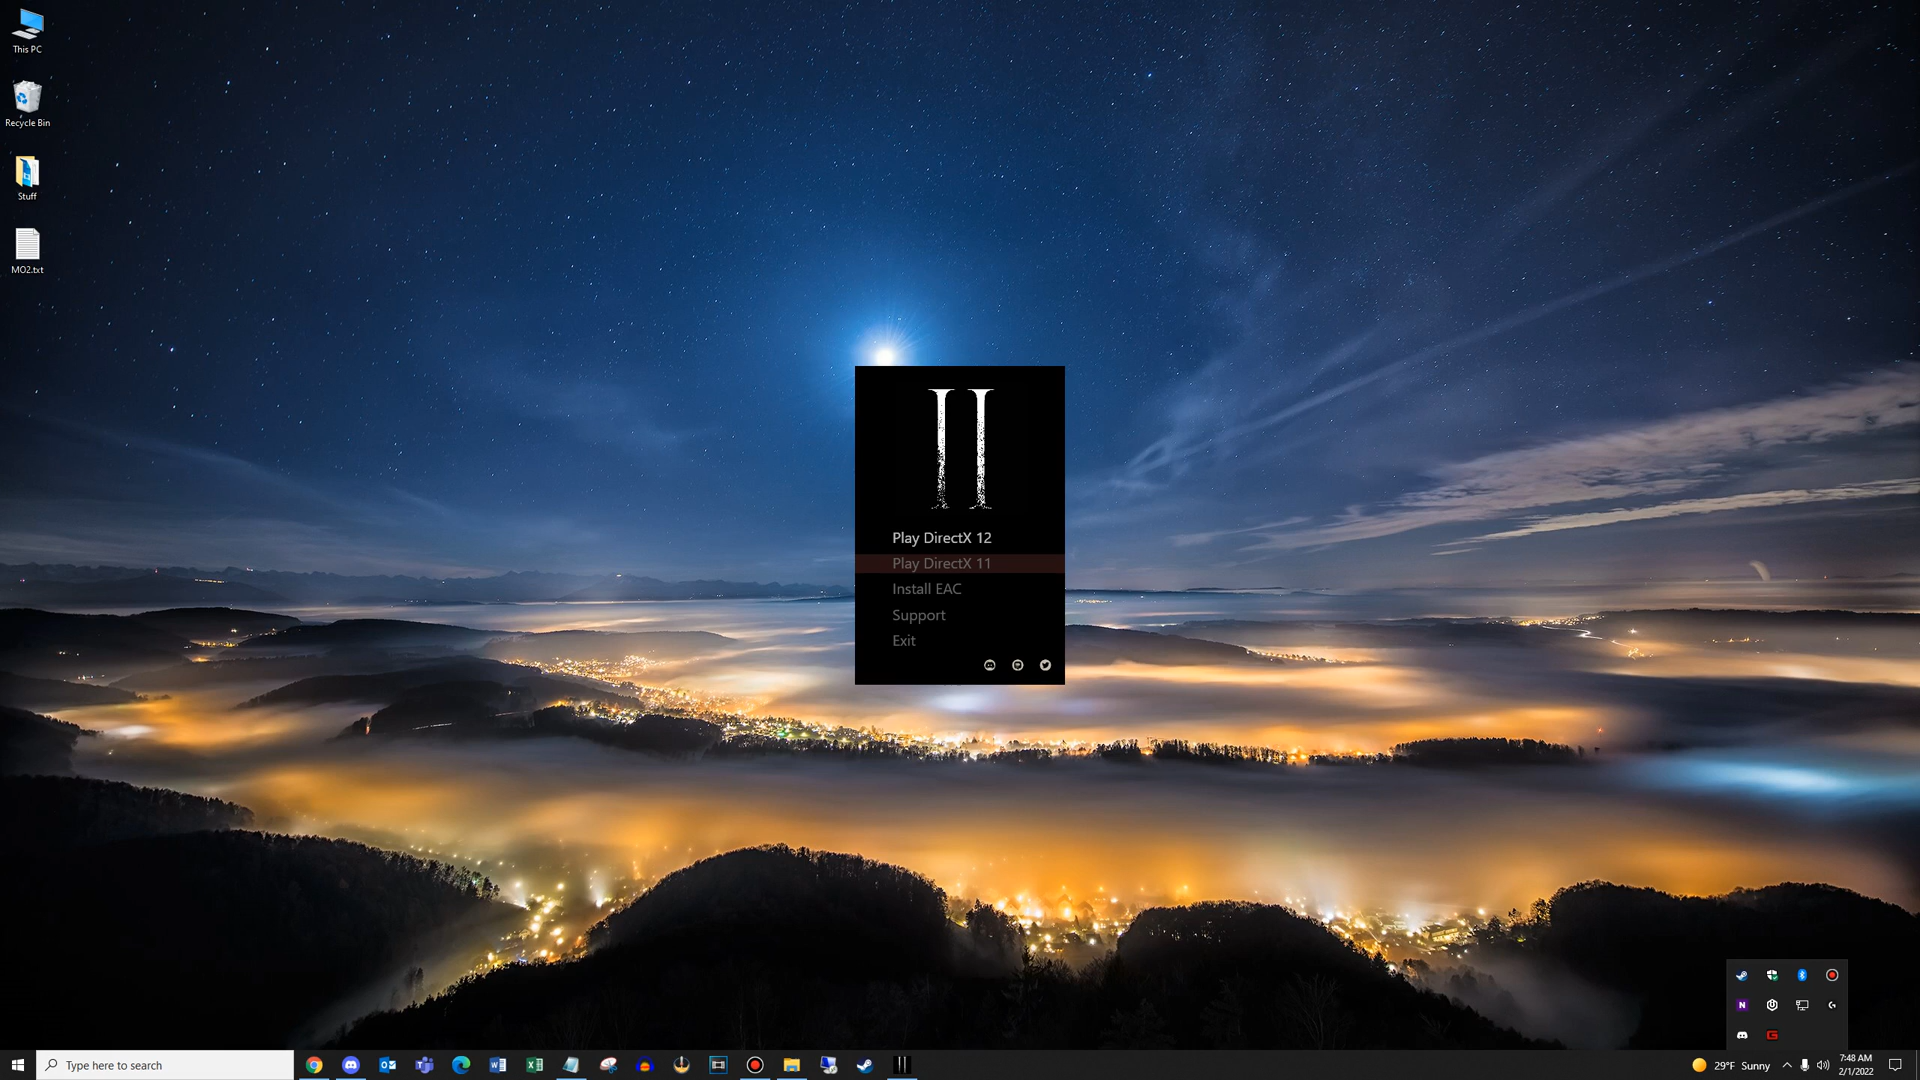 This PC
Recycle Bin
Stuff
MO2.txt
II
Play DirectX 12
Play DirectX 11
Install EAC
Support
Exit
Type here to search
29°F Sunny
7:48 AM
2/1/2022